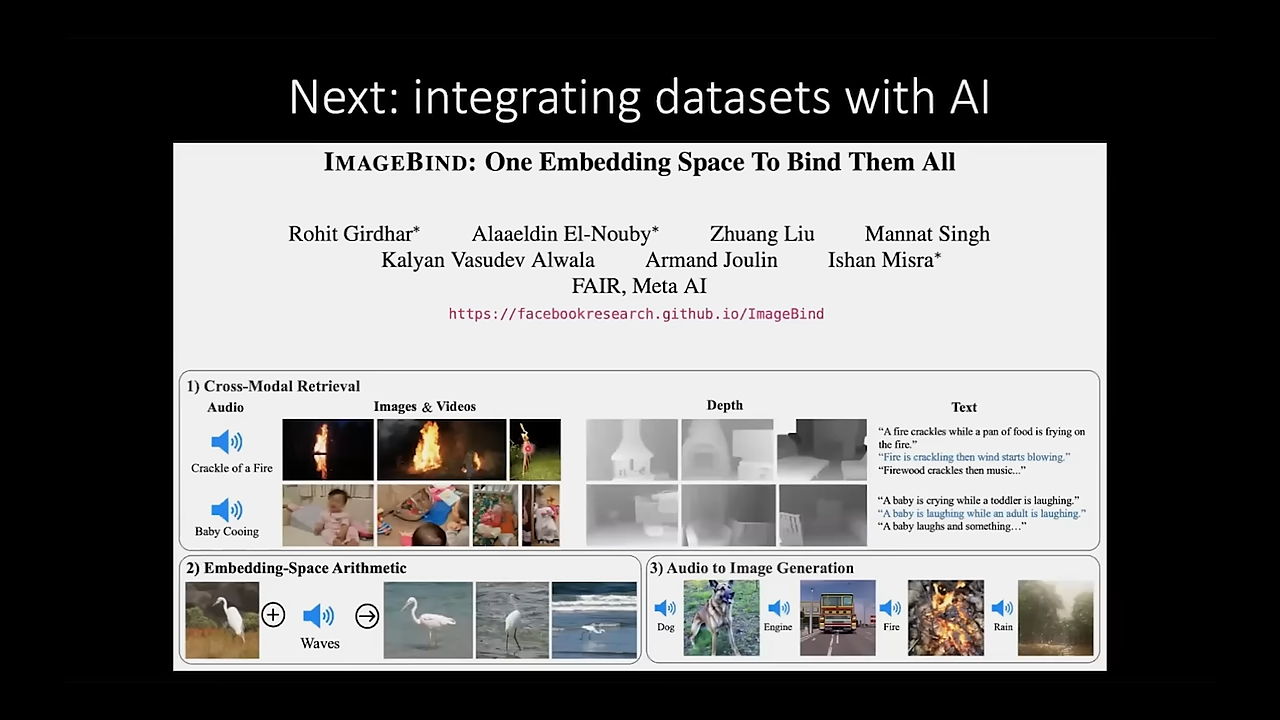 Next: integrating datasets with AI
IMAGEBIND: One Embedding Space To Bind Them All
Rohit Girdhar* Alaaeldin El-Nouby* Zhuang Liu Mannat Singh
Kalyan Vasudev Alwala Armand Joulin Ishan Misra*
FAIR, Meta AI
https://facebookresearch.github.io/ImageBind
1) Cross-Modal Retrieval
Audio Images & Videos Depth Text
Crackle of a Fire
“A fire crackles while a pan of food is frying on
the fire.”
“Fire is crackling then wind starts blowing.”
“Firewood crackles then music...”
Baby Cooing
“A baby is crying while a toddler is laughing.”
“A baby is laughing while an adult is laughing.”
“A baby laughs and something…”
2) Embedding-Space Arithmetic
Waves
3) Audio to Image Generation
Dog Engine Fire Rain